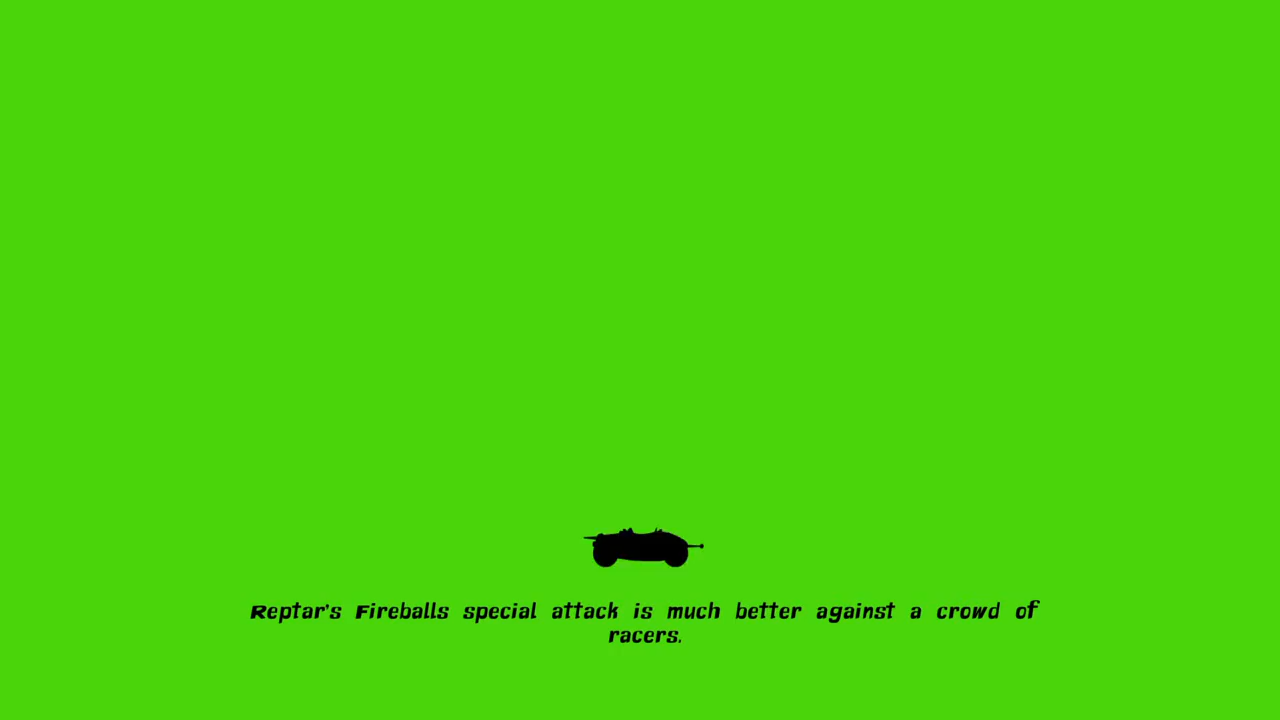 Reptar's Fireballs special attack is much better against a crowd of
racers.